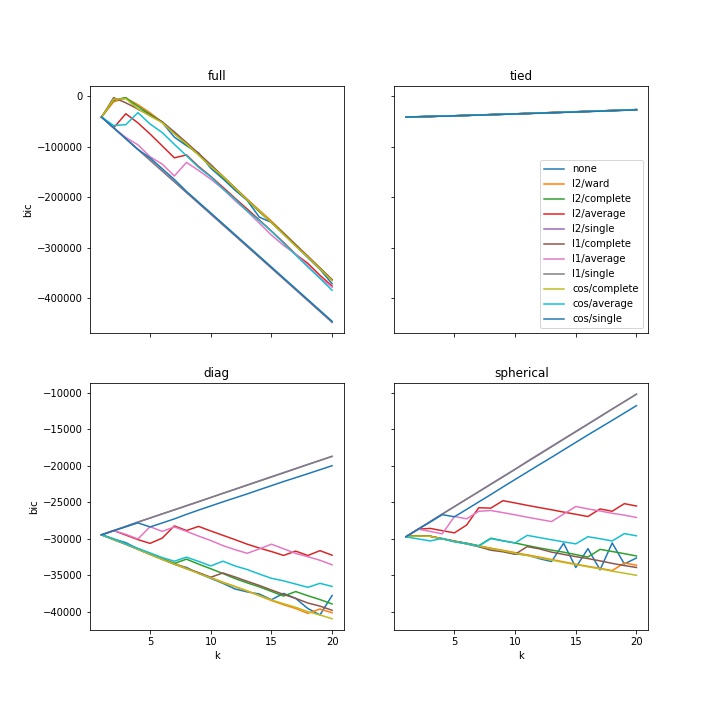 full
tied
0
−100000
−200000
−300000
−400000
bic
none
l2/ward
l2/complete
l2/average
l2/single
l1/complete
l1/average
l1/single
cos/complete
cos/average
cos/single
diag
spherical
−10000
−15000
−20000
−25000
−30000
−35000
−40000
bic
5
10
15
20
k
5
10
15
20
k